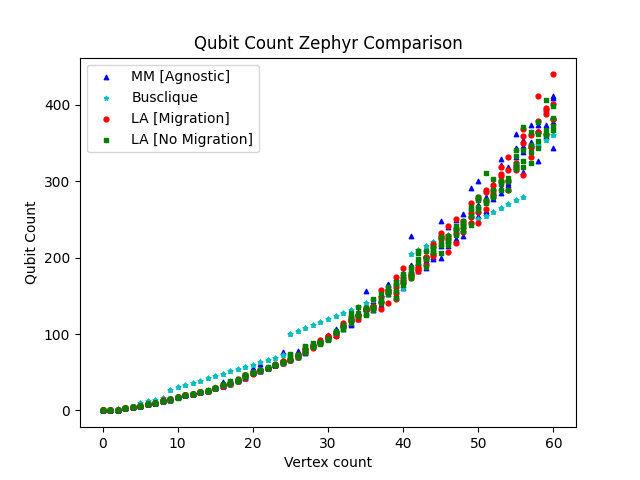 Qubit Count Zephyr Comparison
MM [Agnostic]
Busclique
LA [Migration]
LA [No Migration]
Qubit Count
400
300
200
100
0
0 10 20 30 40 50 60
Vertex count